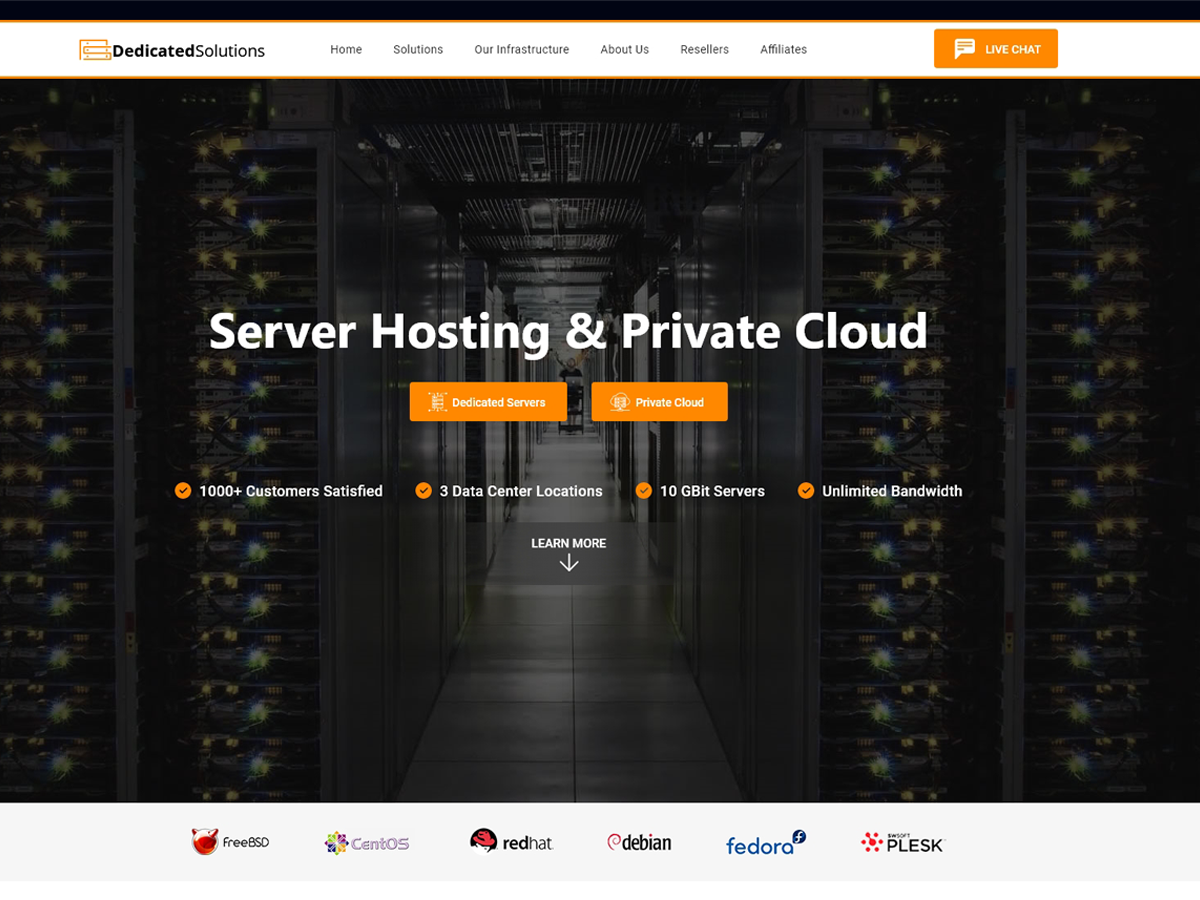 DedicatedSolutions
Home Solutions Our Infrastructure About Us Resellers Affiliates
LIVE CHAT
Server Hosting & Private Cloud
Dedicated Servers Private Cloud
1000+ Customers Satisfied 3 Data Center Locations 10 GBit Servers Unlimited Bandwidth
LEARN MORE
FreeBSD CentOS redhat debian fedora SWSOFT PLESK